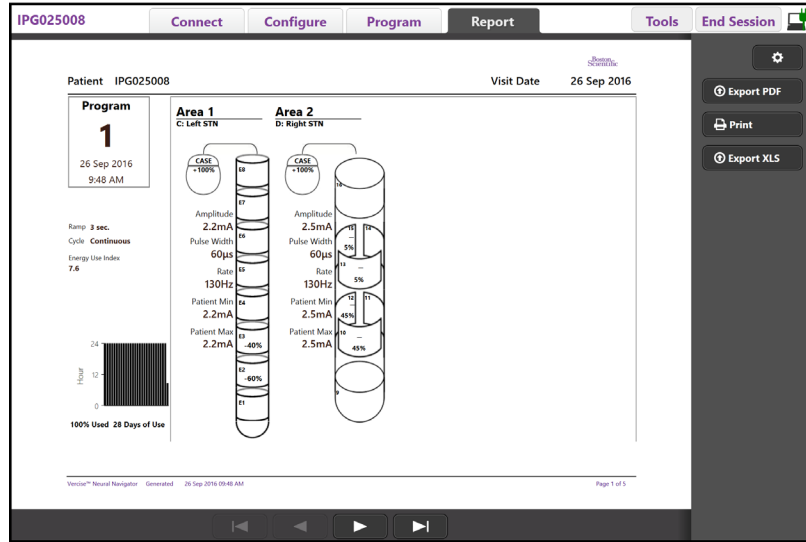 IPG025008 Connect Configure Program Report Tools End Session
Boston
Scientific
Patient IPG025008 Visit Date 26 Sep 2016
Export PDF
Print
Export XLS
Program
1
26 Sep 2016
9:48 AM
Ramp 3 sec.
Cycle Continuous
Energy Use Index
7.6
24
12
0
Hour
100% Used 28 Days of Use
Area 1
C: Left STN
CASE
+100%
Amplitude
2.2mA
Pulse Width
60µs
Rate
130Hz
Patient Min
2.2mA
Patient Max
2.2mA
E8
E7
E6
E5
E4
E3
-40%
E2
-60%
E1
Area 2
D: Right STN
CASE
+100%
Amplitude
2.5mA
Pulse Width
60µs
Rate
130Hz
Patient Min
2.5mA
Patient Max
2.5mA
16
15 14
–
5%
13
–
5%
12 11
–
45%
10
–
45%
9
Vercise™ Neural Navigator Generated 26 Sep 2016 09:48 AM Page 1 of 5